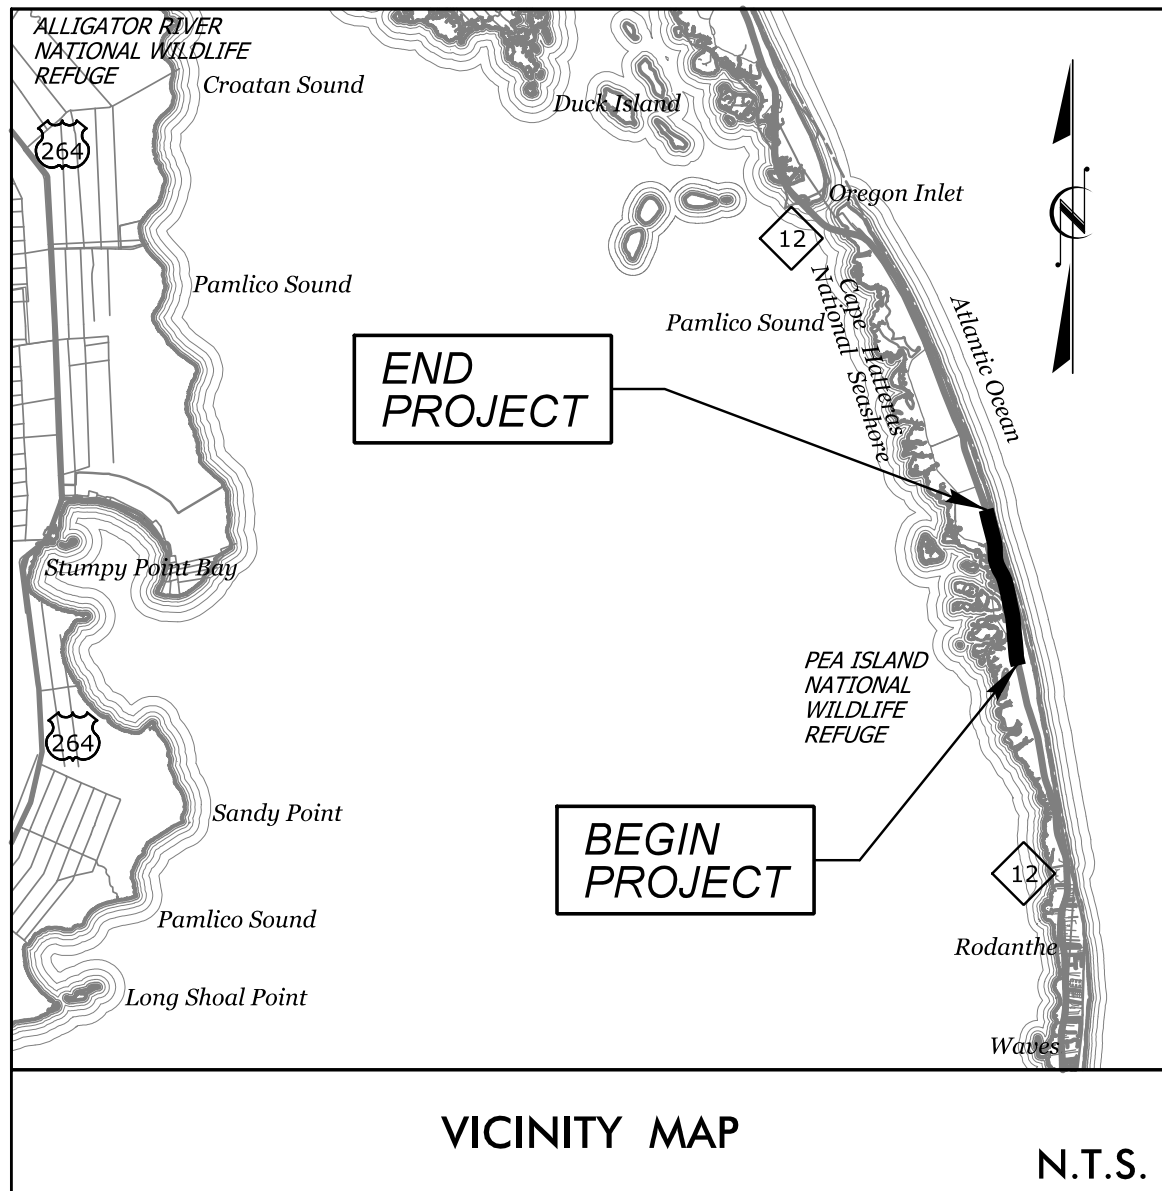 ALLIGATOR RIVER
NATIONAL WILDLIFE
REFUGE
Croatan Sound
Duck Island
264
Oregon Inlet
12
N
Pamlico Sound
Pamlico Sound
Cape Hatteras
National Seashore
Atlantic Ocean
END
PROJECT
Stumpy Point Bay
PEA ISLAND
NATIONAL
WILDLIFE
REFUGE
264
Sandy Point
BEGIN
PROJECT
12
Pamlico Sound
Rodanthe
Long Shoal Point
Waves
VICINITY MAP
N.T.S.